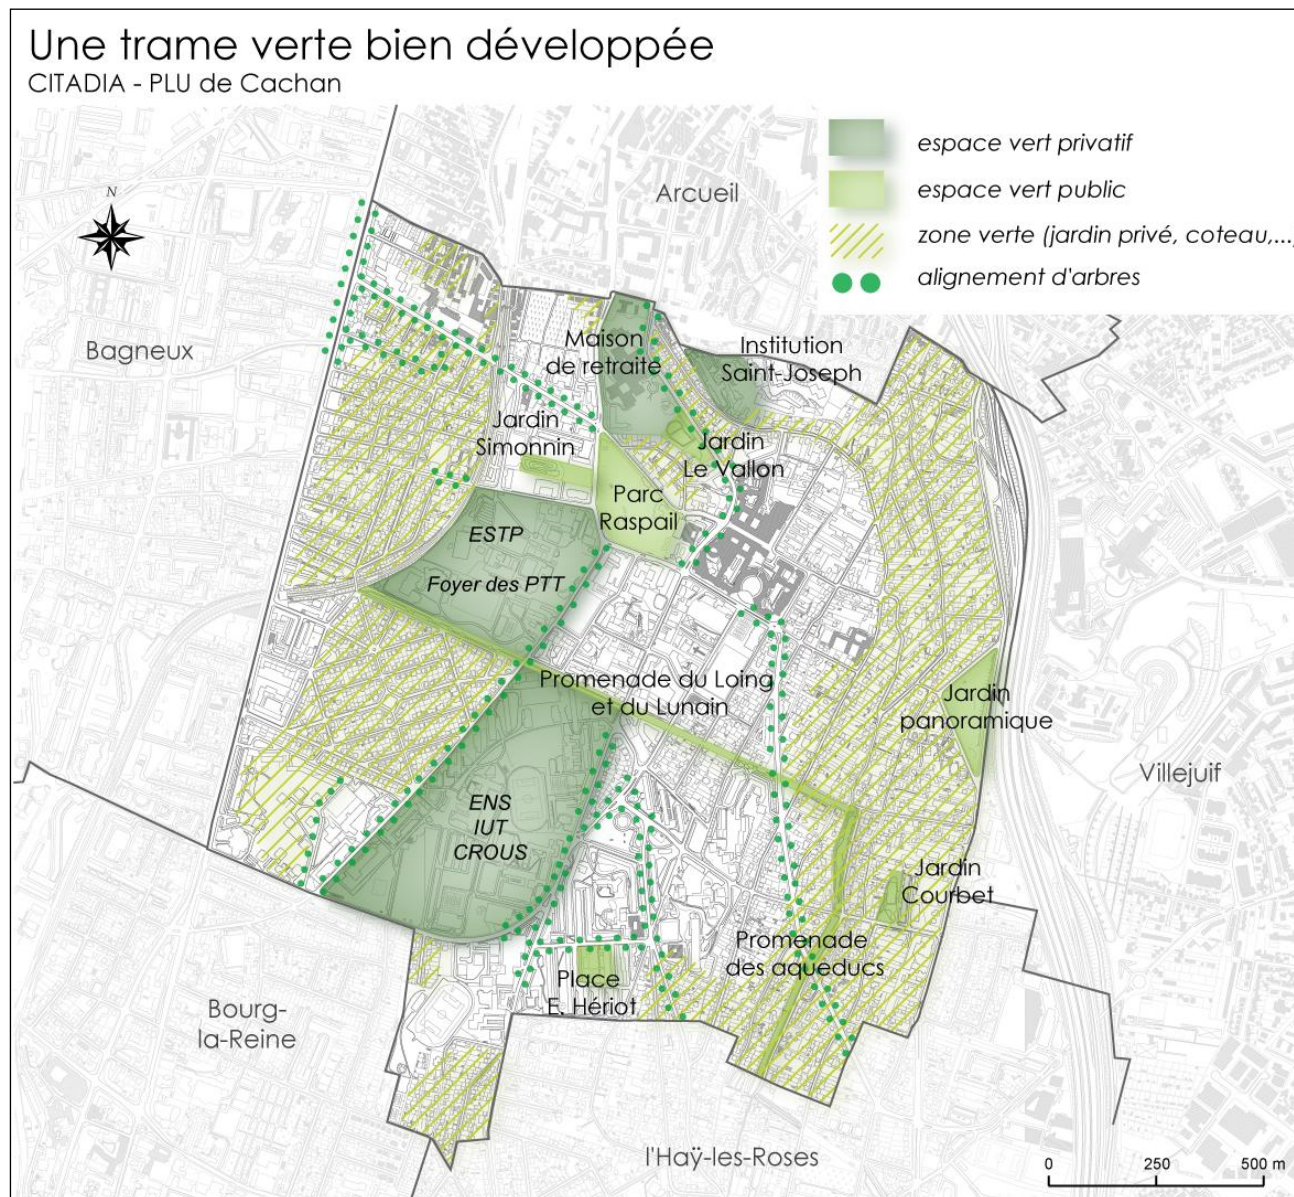 Une trame verte bien développée
CITADIA - PLU de Cachan
espace vert privatif
espace vert public
zone verte (jardin privé, coteau,...
alignement d'arbres
N
Arcueil
Bagneux
Maison
de retraite
Institution
Saint-Joseph
Jardin
Simonnin
Jardin
Le Vallon
Parc
Raspail
ESTP
Foyer des PTT
Promenade du Loing
et du Lunain
Jardin
panoramique
Villejuif
ENS
IUT
CROUS
Jardin
Courbet
Promenade
des aqueducs
Place
E. Hériot
Bourg-
la-Reine
l'Haÿ-les-Roses
0 250 500 m